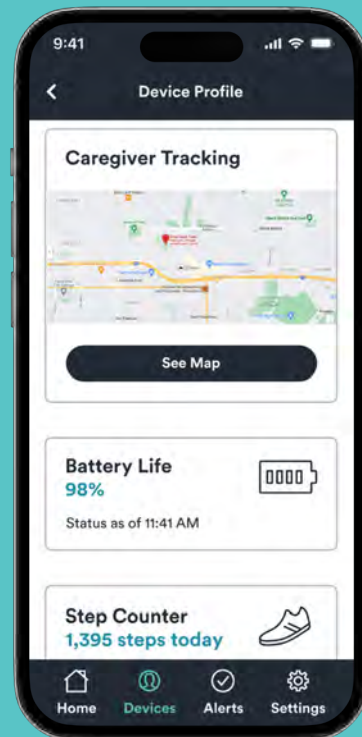 9:41
Device Profile
Caregiver Tracking
See Map
Battery Life
98%
Status as of 11:41 AM
Step Counter
1,395 steps today
Home Devices Alerts Settings